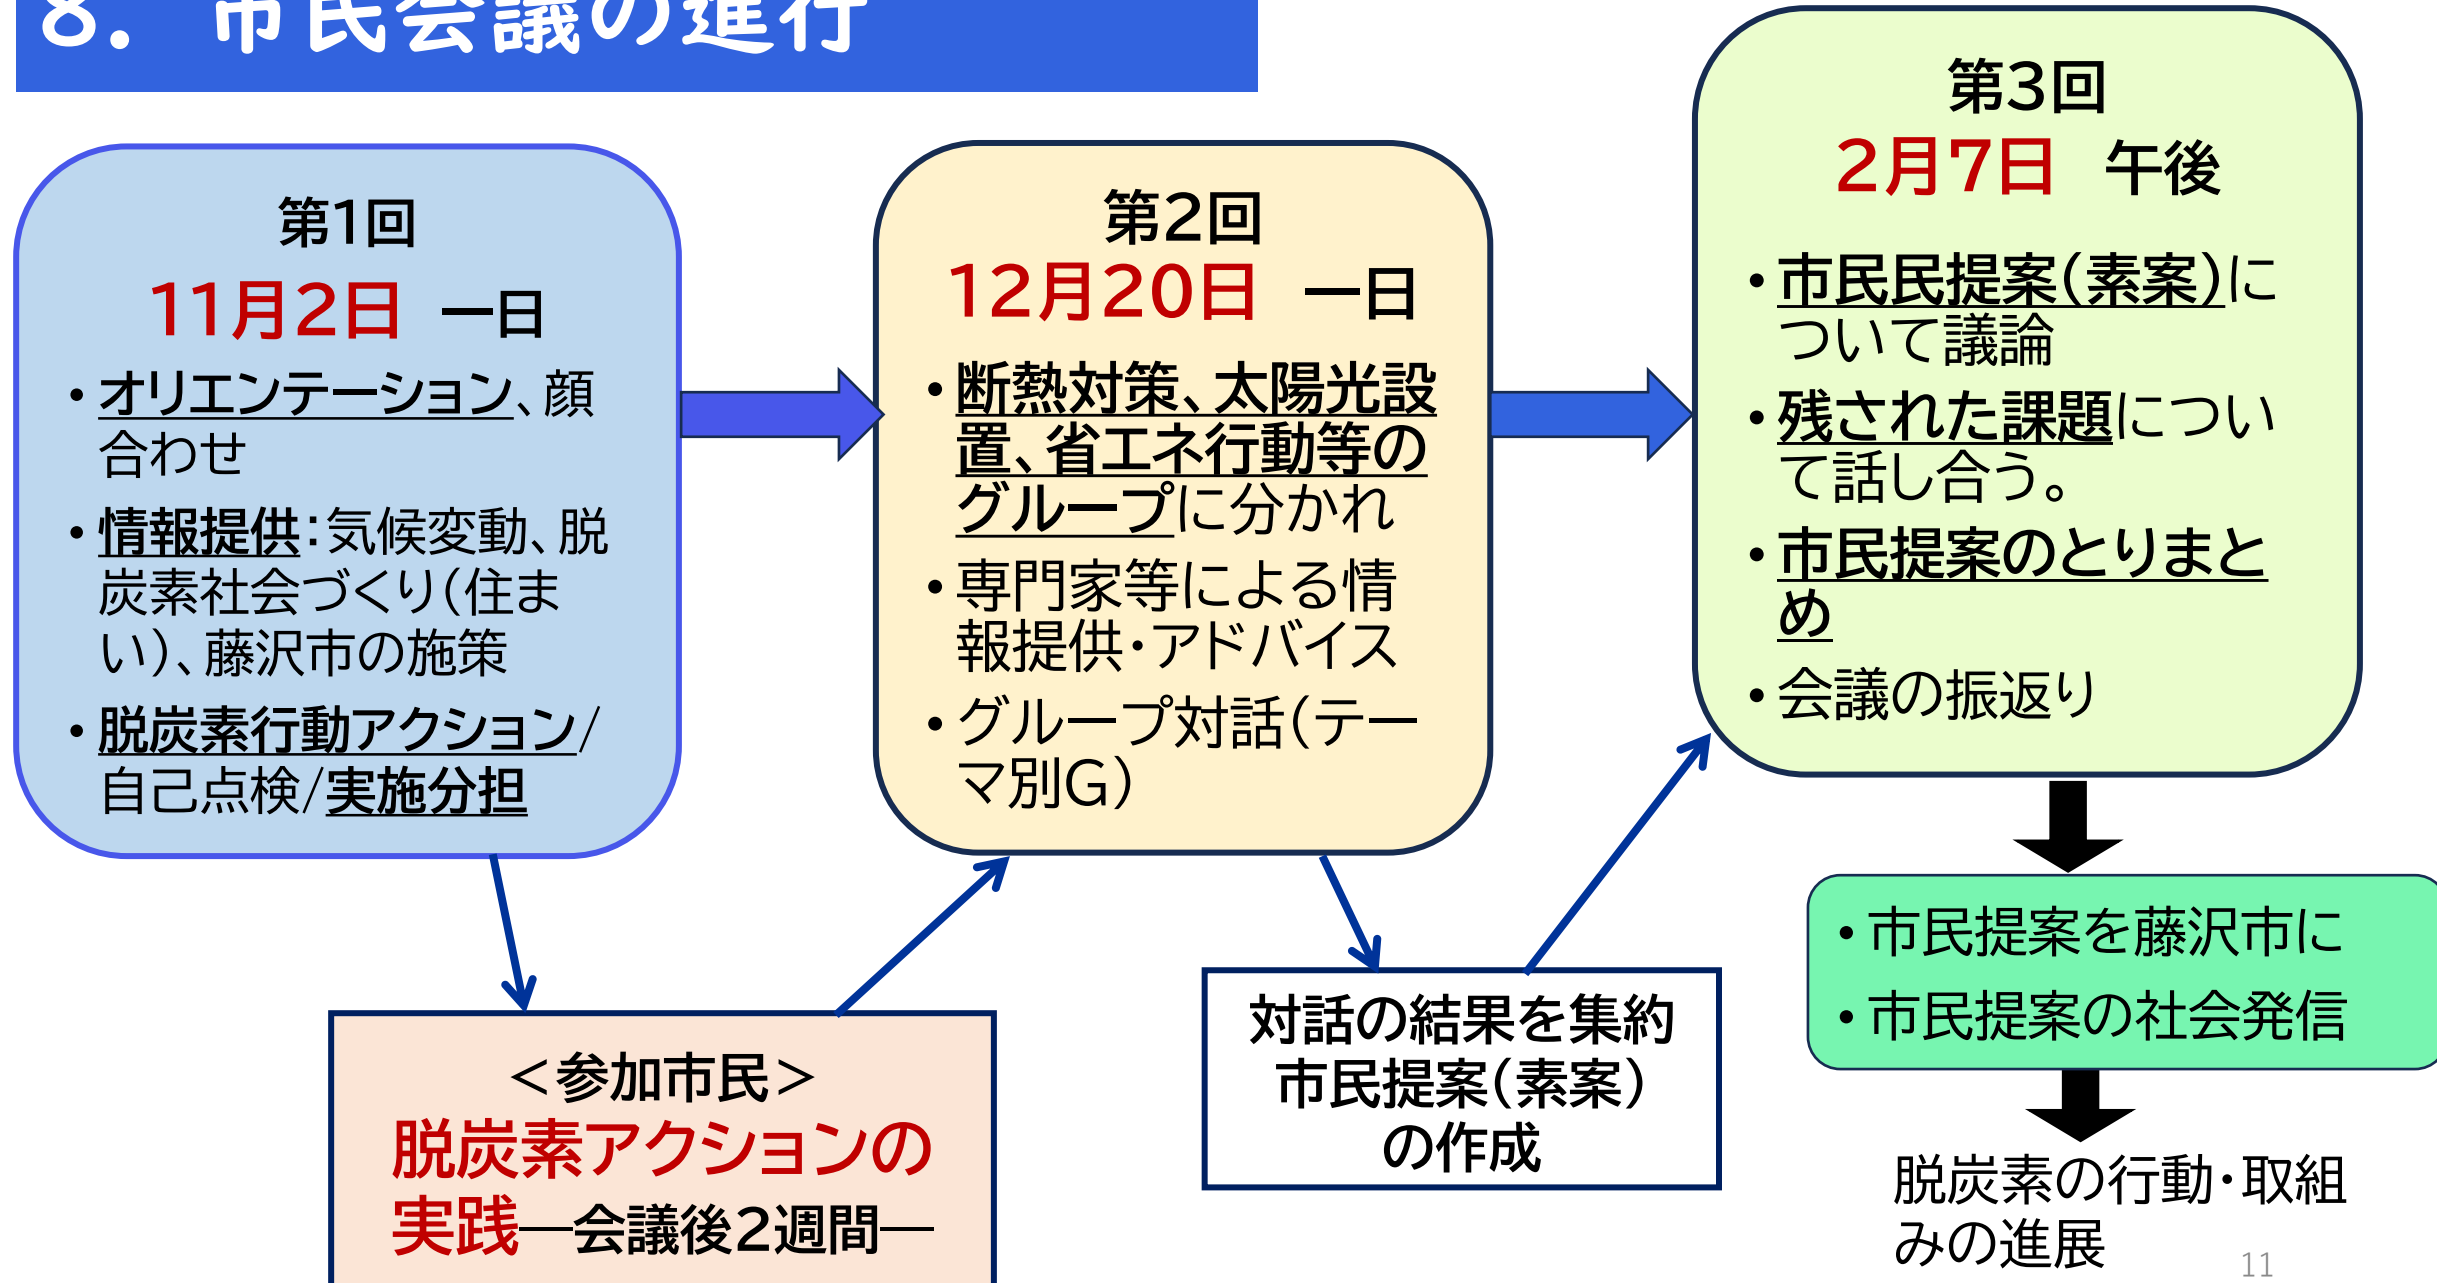 8．市民会議の進行
第1回
11月2日　一日
・オリエンテーション、顔
合わせ
・情報提供：気候変動、脱
炭素社会づくり（住ま
い）、藤沢市の施策
・脱炭素行動アクション/
自己点検/実施分担
第2回
12月20日　一日
・断熱対策、太陽光設
置、省エネ行動等の
グループに分かれ
・専門家等による情
報提供・アドバイス
・グループ対話（テー
マ別G）
第3回
2月7日　午後
・市民民提案（素案）に
ついて議論
・残された課題につい
て話し合う。
・市民提案のとりまと
め
・会議の振返り
＜参加市民＞
脱炭素アクションの
実践―会議後2週間―
対話の結果を集約
市民提案（素案）
の作成
・市民提案を藤沢市に
・市民提案の社会発信
脱炭素の行動・取組
みの進展
11